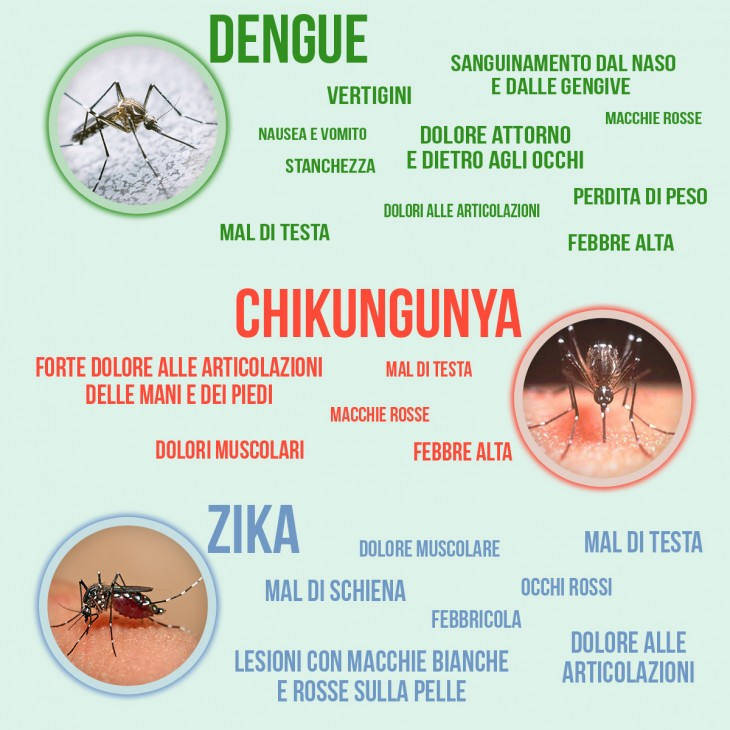 DENGUE
SANGUINAMENTO DAL NASO
E DALLE GENGIVE
VERTIGINI
MACCHIE ROSSE
NAUSEA E VOMITO
DOLORE ATTORNO
E DIETRO AGLI OCCHI
STANCHEZZA
PERDITA DI PESO
DOLORI ALLE ARTICOLAZIONI
MAL DI TESTA
FEBBRE ALTA
CHIKUNGUNYA
FORTE DOLORE ALLE ARTICOLAZIONI
DELLE MANI E DEI PIEDI
MAL DI TESTA
MACCHIE ROSSE
DOLORI MUSCOLARI
FEBBRE ALTA
ZIKA
DOLORE MUSCOLARE
MAL DI TESTA
MAL DI SCHIENA
OCCHI ROSSI
FEBBRICOLA
DOLORE ALLE
ARTICOLAZIONI
LESIONI CON MACCHIE BIANCHE
E ROSSE SULLA PELLE